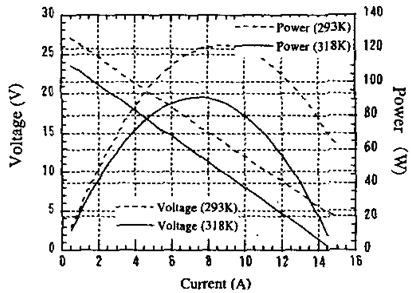 30
25
20
15
10
5
0
Voltage (V)
140
120
100
80
60
40
20
0
Power (W)
Power (293K)
Power (318K)
Voltage (293K)
Voltage (318K)
0 2 4 6 8 10 12 14 16
Current (A)